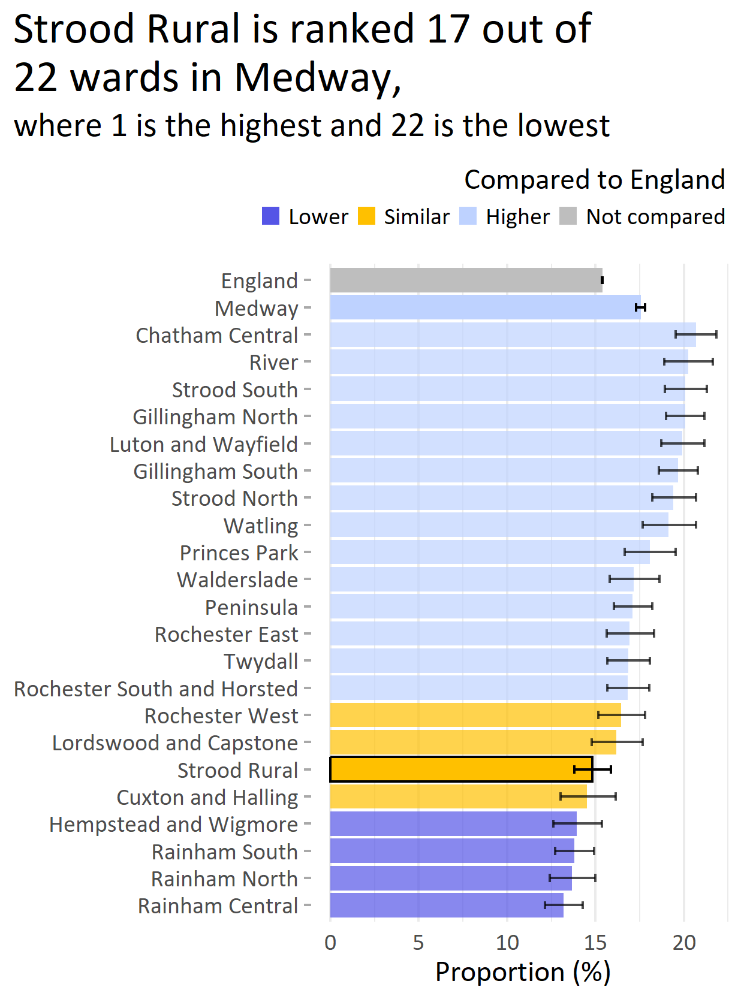 Strood Rural is ranked 17 out of
22 wards in Medway,
where 1 is the highest and 22 is the lowest
Compared to England
Lower Similar Higher Not compared
England
Medway
Chatham Central
River
Strood South
Gillingham North
Luton and Wayfield
Gillingham South
Strood North
Watling
Princes Park
Walderslade
Peninsula
Rochester East
Twydall
Rochester South and Horsted
Rochester West
Lordswood and Capstone
Strood Rural
Cuxton and Halling
Hempstead and Wigmore
Rainham South
Rainham North
Rainham Central
0 5 10 15 20
Proportion (%)